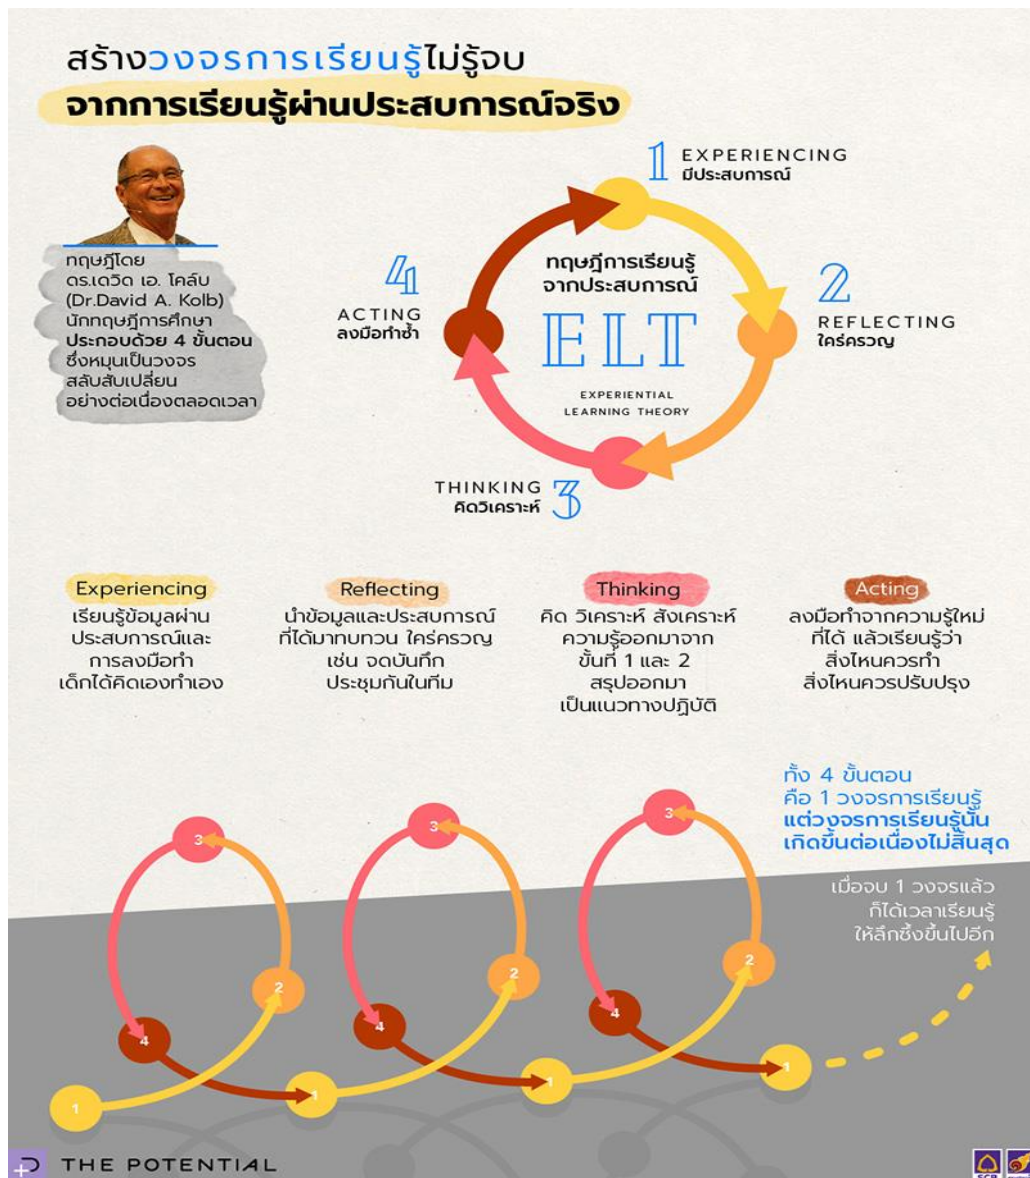 สร้างวงจรการเรียนรู้ไม่รู้จบ
จากการเรียนรู้ผ่านประสบการณ์จริง
ทฤษฎีโดย
ดร.เดวิด เอ. โคล์บ
(Dr.David A. Kolb)
นักทฤษฎีการศึกษา
ประกอบด้วย 4 ขั้นตอน
ซึ่งหมุนเป็นวงจร
สลับสับเปลี่ยน
อย่างต่อเนื่องตลอดเวลา
1 EXPERIENCING
มีประสบการณ์
2
REFLECTING
ใคร่ครวญ
THINKING 3
คิดวิเคราะห์
4
ACTING
ลงมือทำซ้ำ
ทฤษฎีการเรียนรู้
จากประสบการณ์
ELT
EXPERIENTIAL
LEARNING THEORY
Experiencing
เรียนรู้ข้อมูลผ่าน
ประสบการณ์และ
การลงมือทำ
เด็กได้คิดเองทำเอง
Reflecting
นำข้อมูลและประสบการณ์
ที่ได้มาทบทวน ใคร่ครวญ
เช่น จดบันทึก
ประชุมกันในทีม
Thinking
คิด วิเคราะห์ สังเคราะห์
ความรู้ออกมาจาก
ขั้นที่ 1 และ 2
สรุปออกมา
เป็นแนวทางปฏิบัติ
Acting
ลงมือทำจากความรู้ใหม่
ที่ได้ แล้วเรียนรู้ว่า
สิ่งไหนควรทำ
สิ่งไหนควรปรับปรุง
ทั้ง 4 ขั้นตอน
คือ 1 วงจรการเรียนรู้
แต่วงจรการเรียนรู้นั้น
เกิดขึ้นต่อเนื่องไม่สิ้นสุด
เมื่อจบ 1 วงจรแล้ว
ก็ได้เวลาเรียนรู้
ให้ลึกซึ้งขึ้นไปอีก
3 3 3
2 2 2
4 4 4
1 1 1 1
THE POTENTIAL
SCB